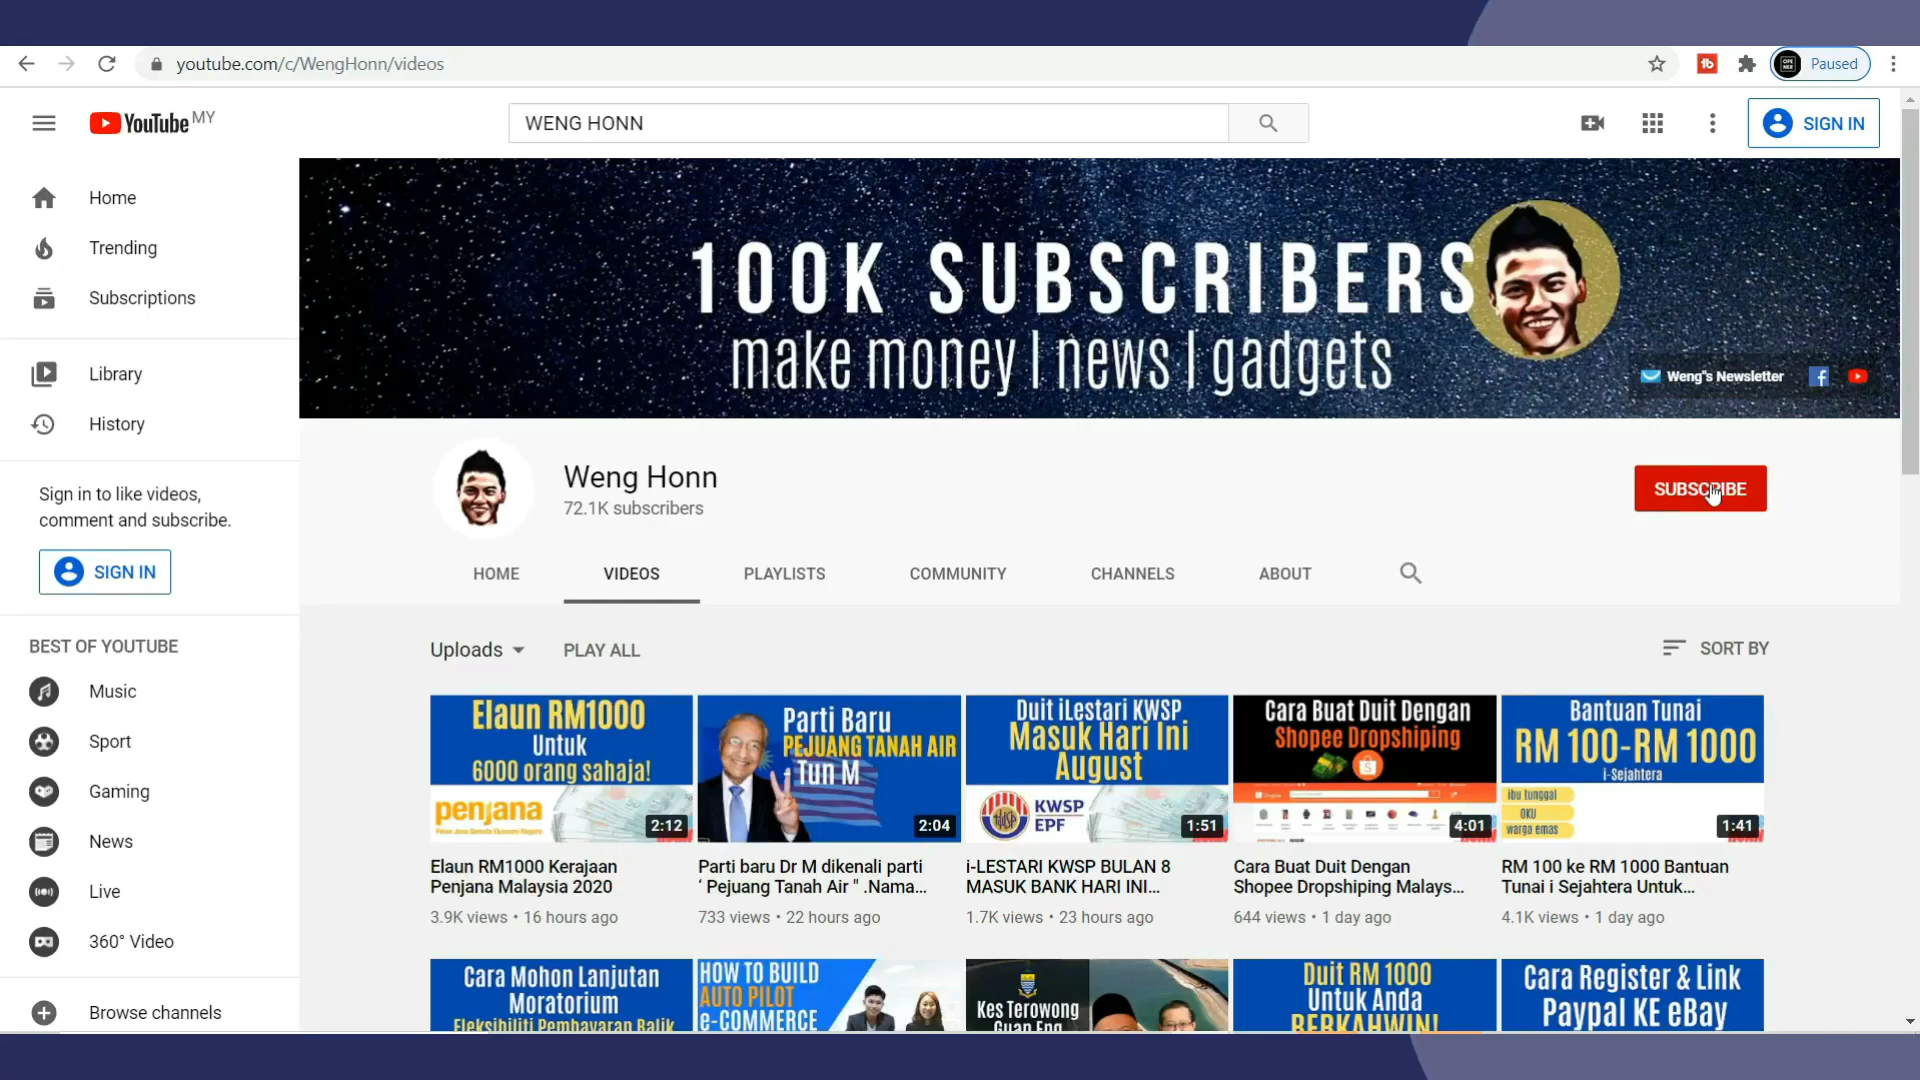 youtube.com/c/WengHonn/videos
Paused
YouTube MY
WENG HONN
SIGN IN
Home
Trending
Subscriptions
Library
History
Sign in to like videos,
comment and subscribe.
SIGN IN
BEST OF YOUTUBE
Music
Sport
Gaming
News
Live
360° Video
Browse channels
100K SUBSCRIBERS
make money | news | gadgets
Weng"s Newsletter
Weng Honn
72.1K subscribers
SUBSCRIBE
HOME
VIDEOS
PLAYLISTS
COMMUNITY
CHANNELS
ABOUT
Uploads
PLAY ALL
SORT BY
Elaun RM1000
Untuk
6000 orang sahaja!
penjana
2:12
Elaun RM1000 Kerajaan
Penjana Malaysia 2020
3.9K views • 16 hours ago
Parti Baru
PEJUANG TANAH AIR
Tun M
2:04
Parti baru Dr M dikenali parti
‘ Pejuang Tanah Air " .Nama...
733 views • 22 hours ago
Duit iLestari KWSP
Masuk Hari Ini
August
KWSP
EPF
1:51
i-LESTARI KWSP BULAN 8
MASUK BANK HARI INI...
1.7K views • 23 hours ago
Cara Buat Duit Dengan
Shopee Dropshiping
4:01
Cara Buat Duit Dengan
Shopee Dropshiping Malays...
644 views • 1 day ago
Bantuan Tunai
RM 100-RM 1000
i-Sejahtera
ibu tunggal
OKU
warga emas
1:41
RM 100 ke RM 1000 Bantuan
Tunai i Sejahtera Untuk...
4.1K views • 1 day ago
Cara Mohon Lanjutan
Moratorium
Fleksibiliti Pembayaran Balik
HOW TO BUILD
AUTO PILOT
e-COMMERCE
Kes Terowong
Guan Eng
Duit RM 1000
Untuk Anda
BERKAHWIN!
Cara Register & Link
Paypal KE eBay